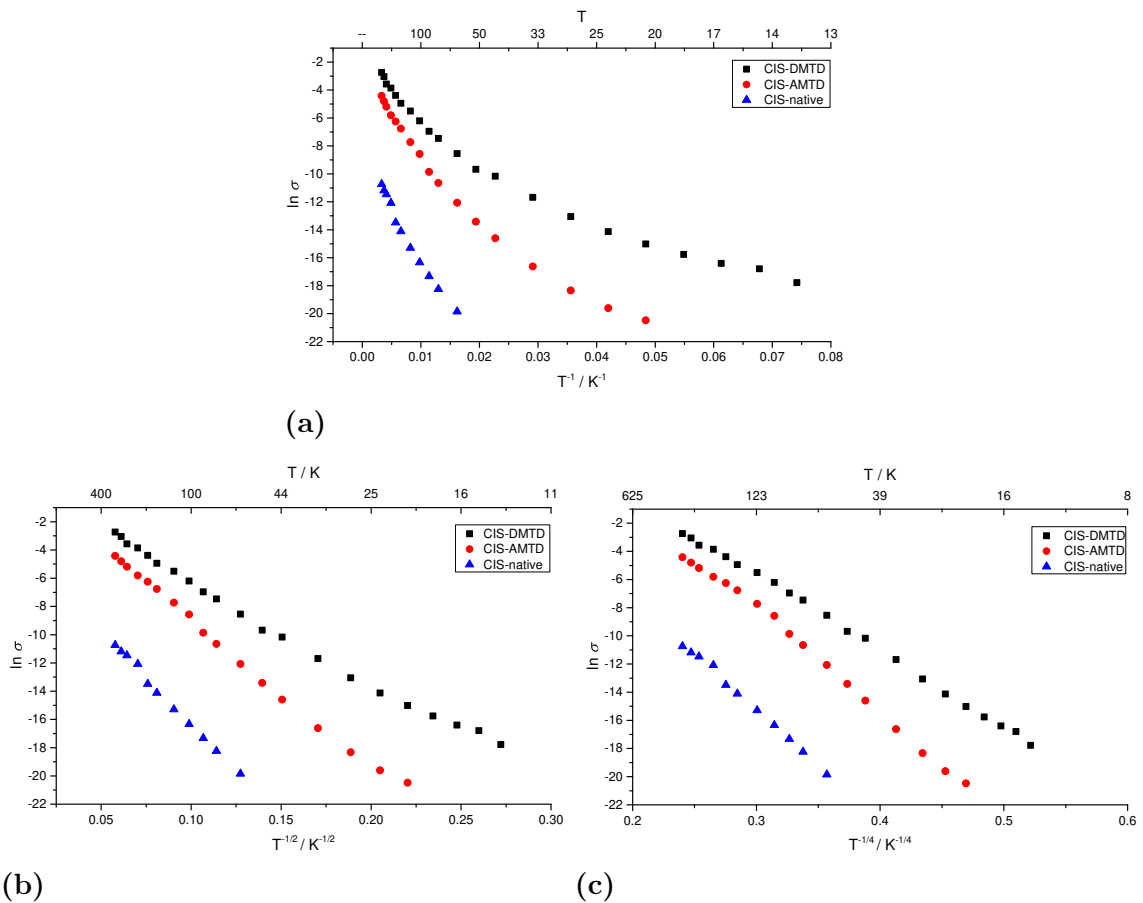 T
-- 100 50 33 25 20 17 14 13
-2
-4
-6
-8
-10
-12
-14
-16
-18
-20
-22
ln σ
CIS-DMTD
CIS-AMTD
CIS-native
0.00 0.01 0.02 0.03 0.04 0.05 0.06 0.07 0.08
T⁻¹ / K⁻¹
(a)
T / K
400 100 44 25 16 11
-2
-4
-6
-8
-10
-12
-14
-16
-18
-20
-22
ln σ
CIS-DMTD
CIS-AMTD
CIS-native
0.05 0.10 0.15 0.20 0.25 0.30
T⁻¹/² / K⁻¹/²
(b)
T / K
625 123 39 16 8
-2
-4
-6
-8
-10
-12
-14
-16
-18
-20
-22
ln σ
CIS-DMTD
CIS-AMTD
CIS-native
0.2 0.3 0.4 0.5 0.6
T⁻¹/⁴ / K⁻¹/⁴
(c)